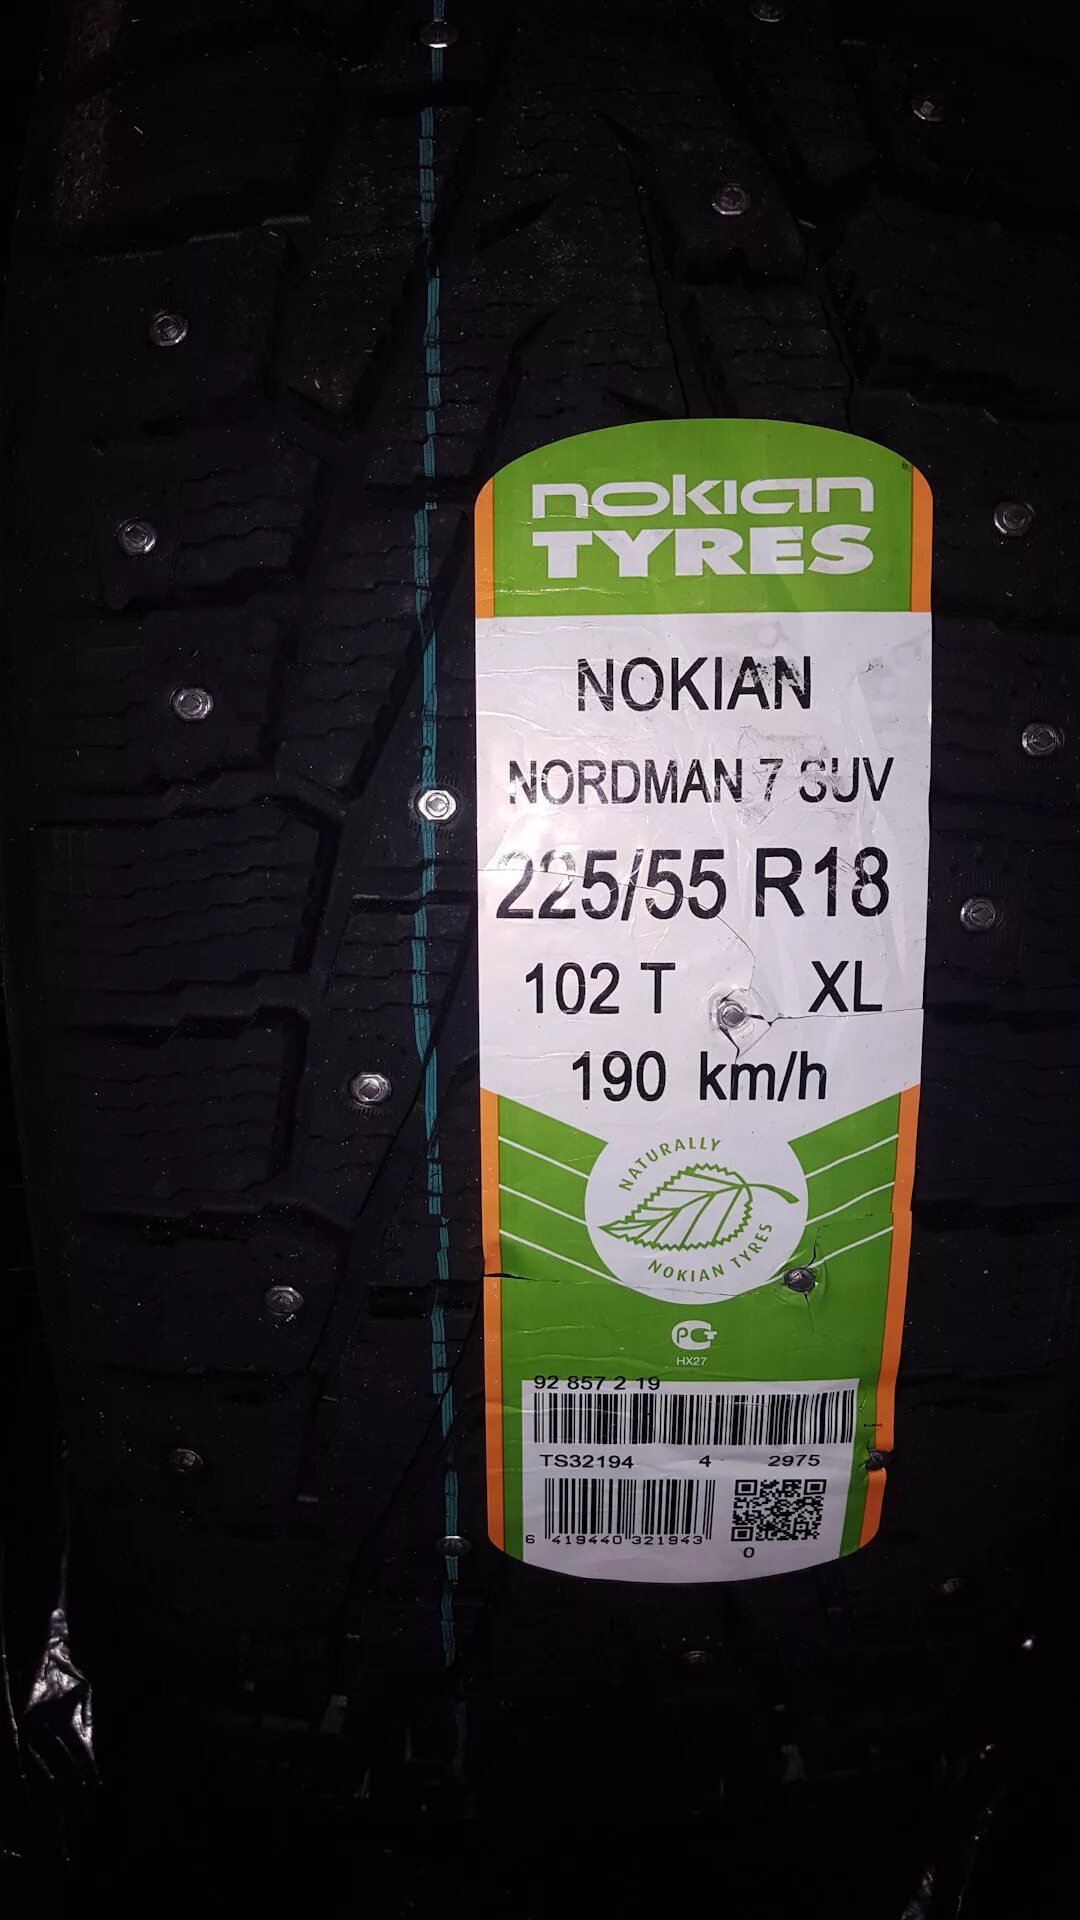 nokian
TYRES
NOKIAN
NORDMAN 7 SUV
225/55 R18
102 T XL
190 km/h
NATURALLY
NOKIAN TYRES
PCT
HX27
92 857 2 19
TS32194 4 2975
6 419440 321943
0